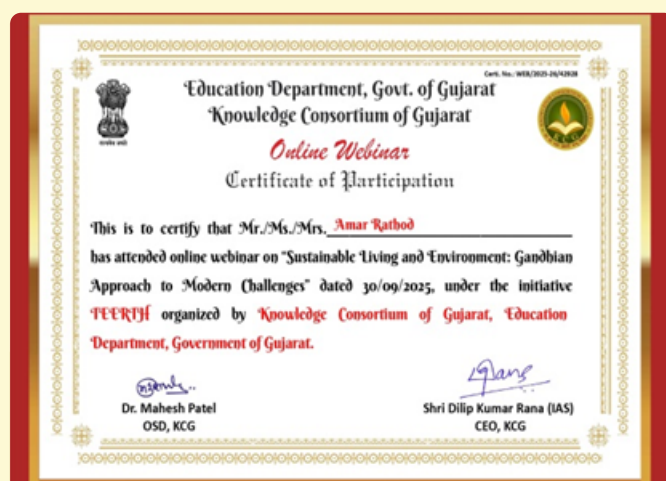 Certi. No.: WEB/2025-26/42928
Education Department, Govt. of Gujarat
Knowledge Consortium of Gujarat
KCG
Online Webinar
Certificate of Participation
This is to certify that Mr./Ms./Mrs. Amar Rathod
has attended online webinar on "Sustainable Living and Environment: Gandhian
Approach to Modern Challenges" dated 30/09/2025, under the initiative
TEERTH organized by Knowledge Consortium of Gujarat, Education
Department, Government of Gujarat.
Dr. Mahesh Patel
OSD, KCG
Shri Dilip Kumar Rana (IAS)
CEO, KCG